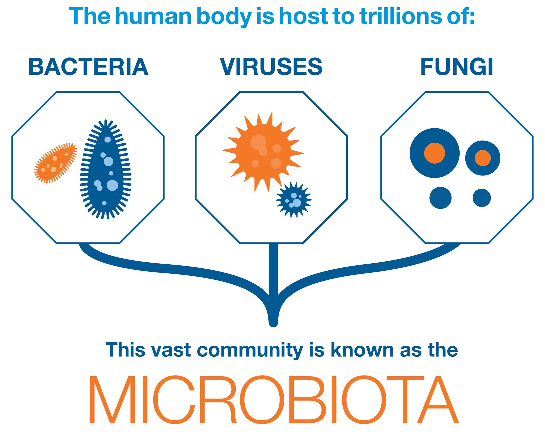 The human body is host to trillions of:
BACTERIA VIRUSES FUNGI
This vast community is known as the
MICROBIOTA